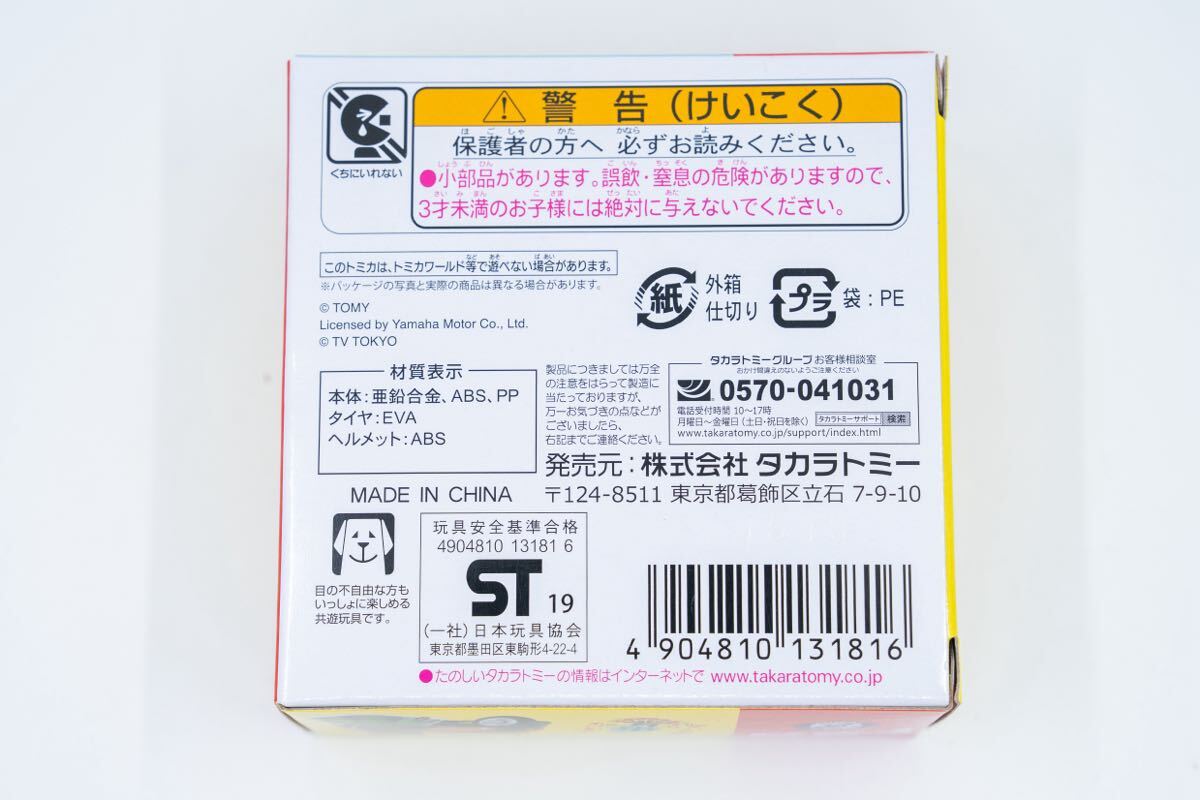 くちにいれない
警告(けいこく)
保護者の方へ 必ずお読みください。
●小部品があります。誤飲・窒息の危険がありますので、
3才未満のお子様には絶対に与えないでください。
このトミカは、トミカワールド等で遊べない場合があります。
※パッケージの写真と実際の商品は異なる場合があります。
© TOMY
Licensed by Yamaha Motor Co., Ltd.
© TV TOKYO
紙 外箱
仕切り
プラ 袋:PE
材質表示
本体:亜鉛合金、ABS、PP
タイヤ:EVA
ヘルメット:ABS
製品につきましては万全
の注意をはらって製造に
当たっておりますが、
万一お気づきの点などが
ございましたら、
右記までご連絡ください。
タカラトミーグループ お客様相談室
おかけ間違えのないようご注意ください
0570-041031
電話受付時間 10〜17時
月曜日〜金曜日(土日・祝日を除く) タカラトミーサポート 検索
www.takaratomy.co.jp/support/index.html
発売元:株式会社 タカラトミー
〒124-8511 東京都葛飾区立石 7-9-10
MADE IN CHINA
目の不自由な方も
いっしょに楽しめる
共遊玩具です。
玩具安全基準合格
4904810 13181 6
ST 19
(一社)日本玩具協会
東京都墨田区東駒形4-22-4
4 904810 131816
●たのしいタカラトミーの情報はインターネットで www.takaratomy.co.jp